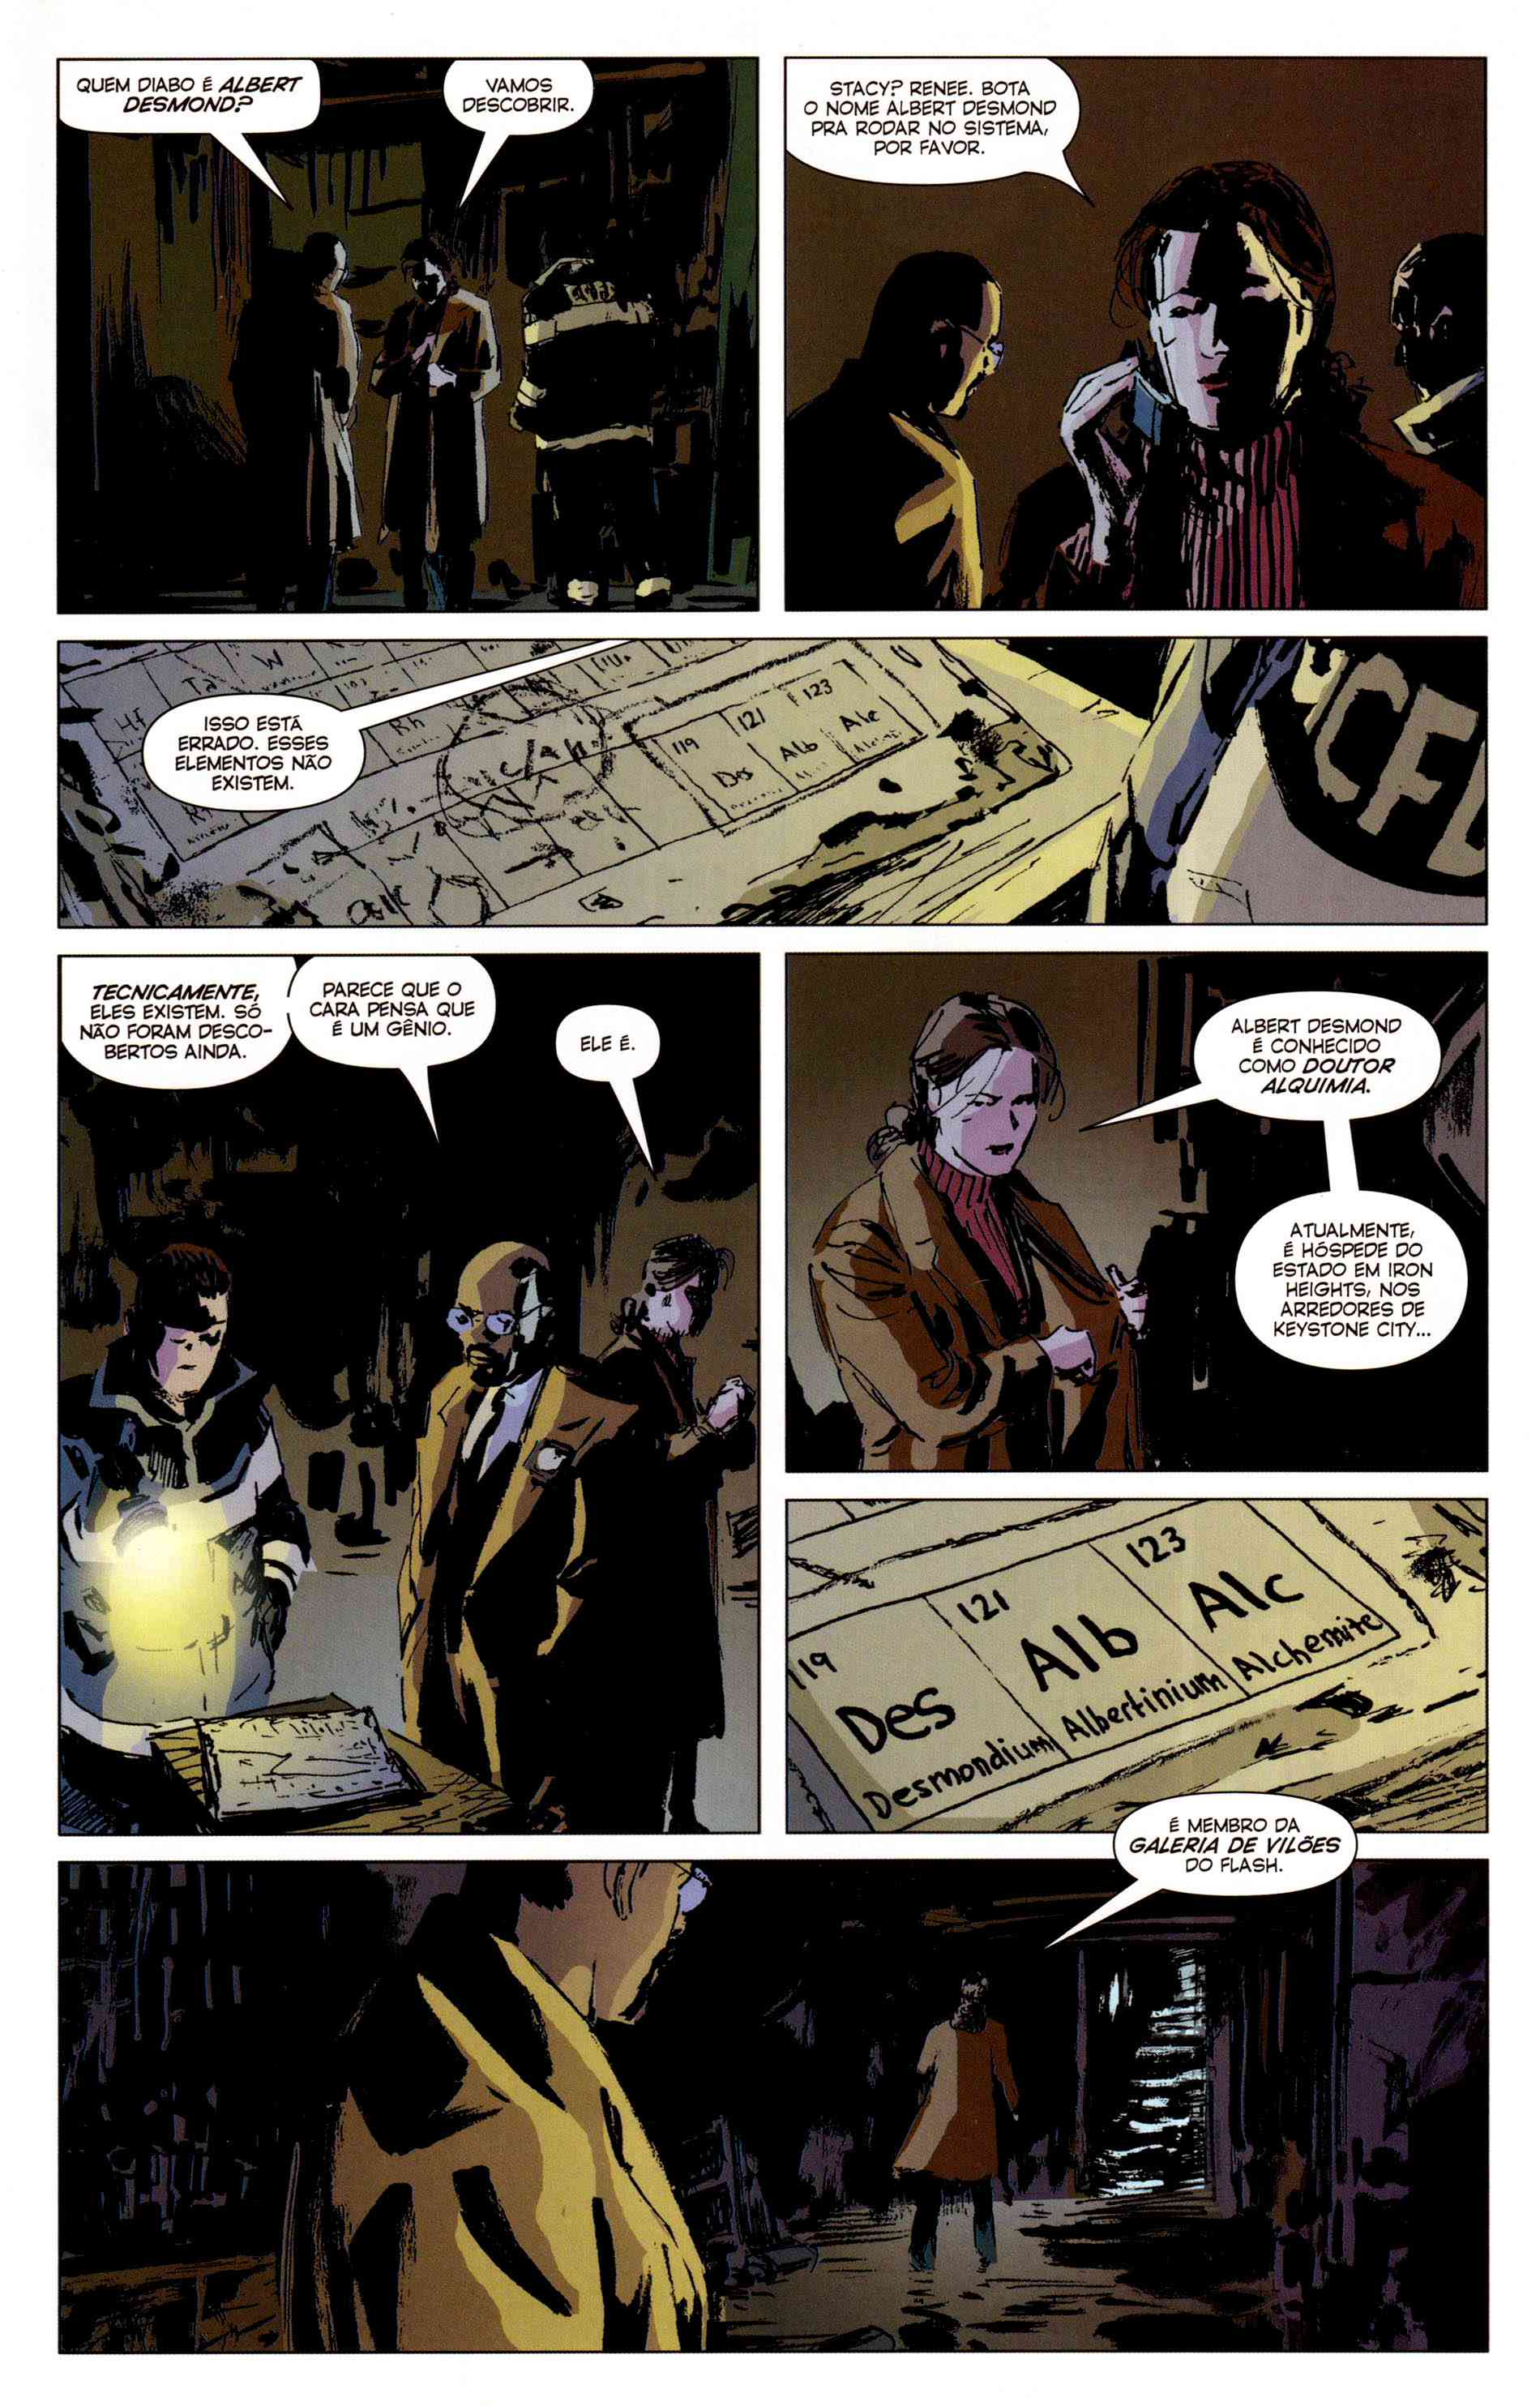 QUEM DIABO É ALBERT
DESMOND?
VAMOS
DESCOBRIR.
STACY? RENEE. BOTA
O NOME ALBERT DESMOND
PRA RODAR NO SISTEMA,
POR FAVOR.
ISSO ESTÁ
ERRADO. ESSES
ELEMENTOS NÃO
EXISTEM.
Hf
Ta
W
Rh
119
Des
121
Alb
123
Alc
TECNICAMENTE,
ELES EXISTEM. SÓ
NÃO FORAM DESCO-
BERTOS AINDA.
PARECE QUE O
CARA PENSA QUE
É UM GÊNIO.
ELE É.
ALBERT DESMOND
É CONHECIDO
COMO DOUTOR
ALQUIMIA.
ATUALMENTE,
É HÓSPEDE DO
ESTADO EM IRON
HEIGHTS, NOS
ARREDORES DE
KEYSTONE CITY...
119
Des
Desmondium
121
Alb
Albertinium
123
Alc
Alchemite
É MEMBRO DA
GALERIA DE VILÕES
DO FLASH.